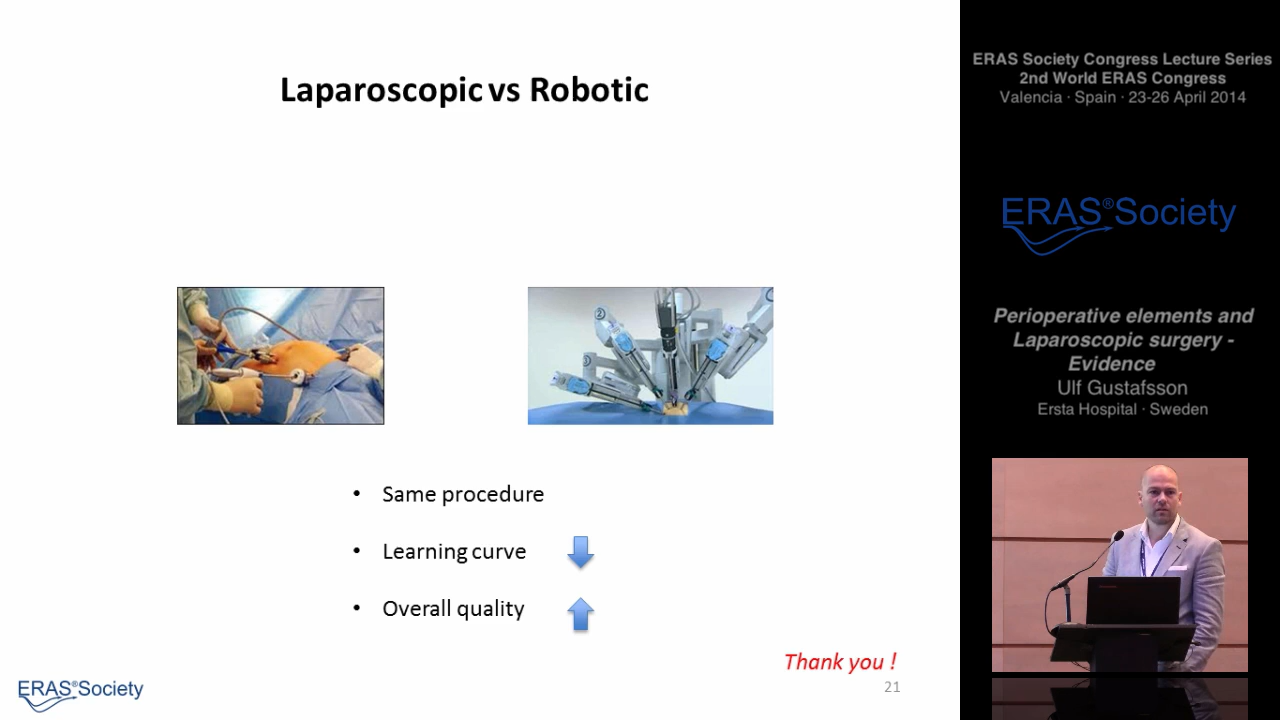 Laparoscopic vs Robotic
• Same procedure
• Learning curve
• Overall quality
Thank you !
21
ERAS®Society
ERAS Society Congress Lecture Series
2nd World ERAS Congress
Valencia · Spain · 23-26 April 2014
ERAS®Society
Perioperative elements and
Laparoscopic surgery -
Evidence
Ulf Gustafsson
Ersta Hospital · Sweden